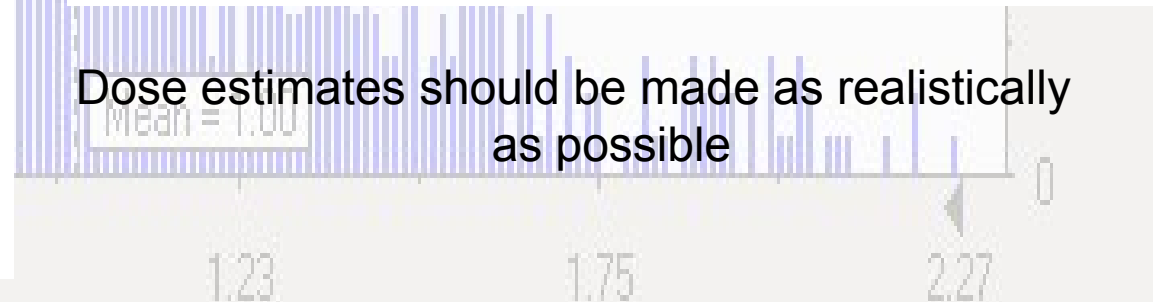 Dose estimates should be made as realistically
as possible
Mean = 1.00
0
1.23 1.75 2.27